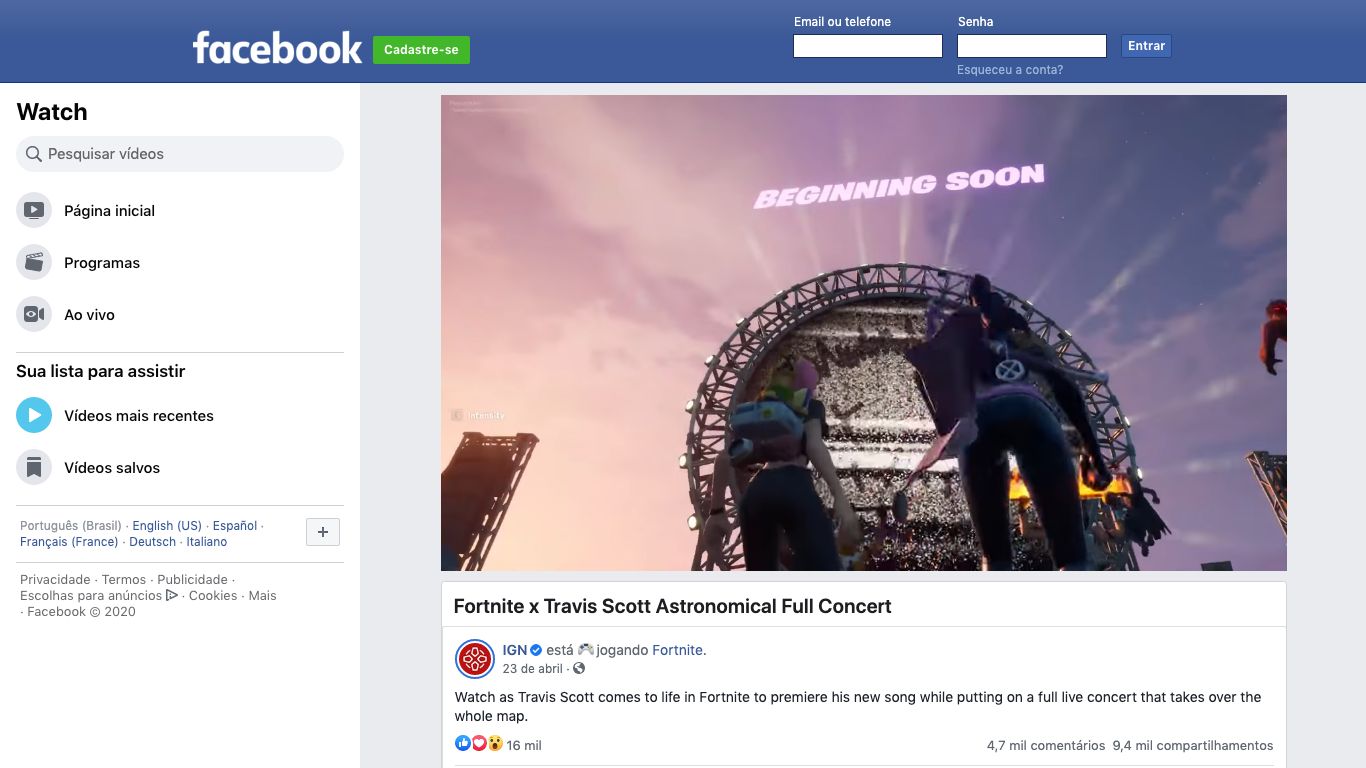 facebook
Cadastre-se
Email ou telefone
Senha
Entrar
Esqueceu a conta?
Watch
Pesquisar vídeos
Página inicial
Programas
Ao vivo
Sua lista para assistir
Vídeos mais recentes
Vídeos salvos
Português (Brasil) · English (US) · Español ·
Français (France) · Deutsch · Italiano
+
Privacidade · Termos · Publicidade ·
Escolhas para anúncios · Cookies · Mais
· Facebook © 2020
BEGINNING SOON
Fortnite x Travis Scott Astronomical Full Concert
IGN está jogando Fortnite.
23 de abril ·
Watch as Travis Scott comes to life in Fortnite to premiere his new song while putting on a full live concert that takes over the
whole map.
16 mil
4,7 mil comentários 9,4 mil compartilhamentos